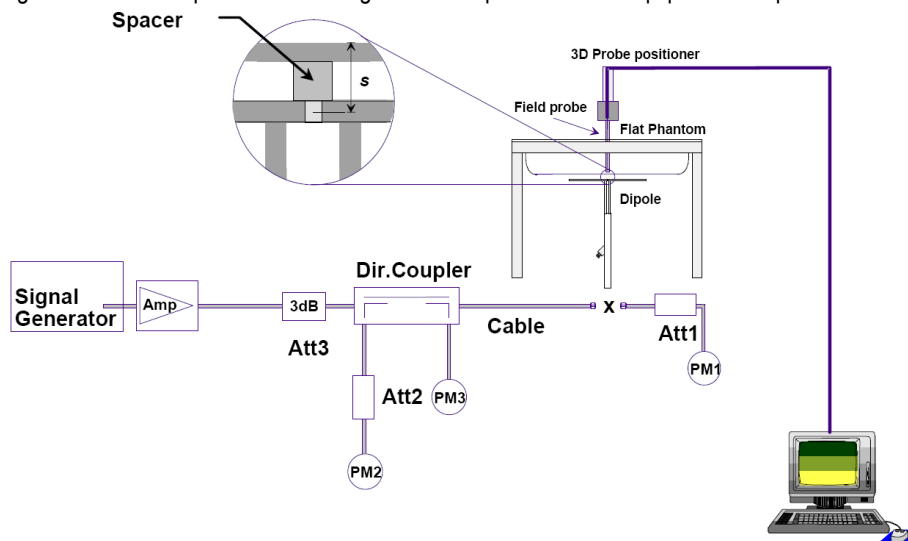 Spacer
s
3D Probe positioner
Field probe
Flat Phantom
Dipole
Dir.Coupler
Signal
Generator
Amp
3dB
Att3
Cable
x
Att1
PM1
Att2
PM3
PM2